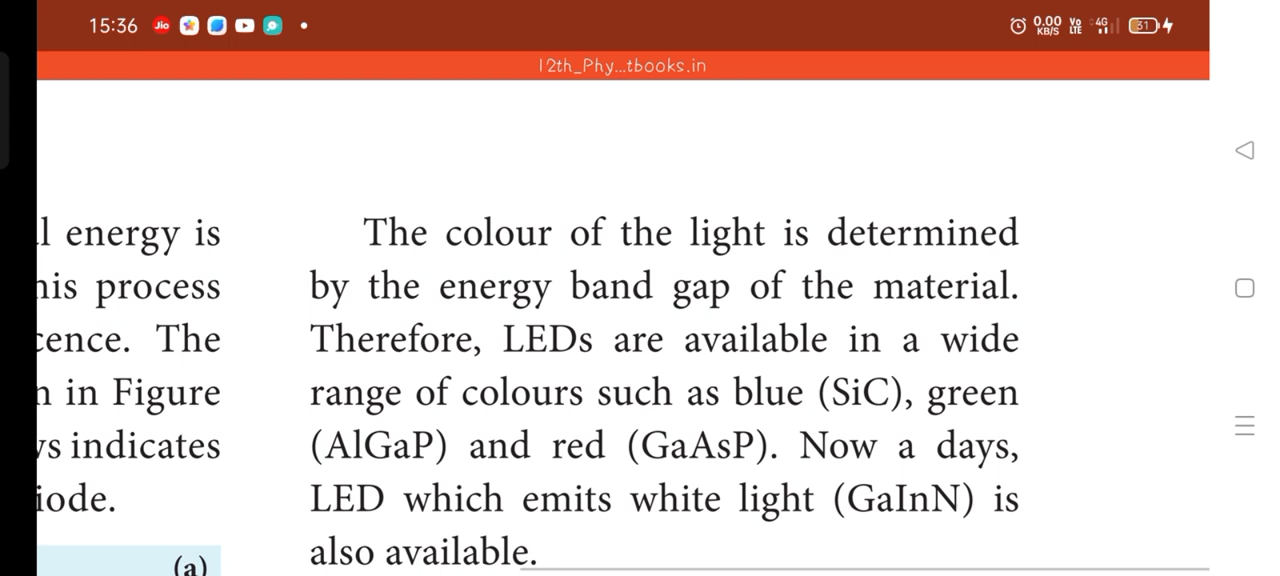 15:36 Jio 0.00 KB/S Vo LTE 4G 31
12th_Phy...tbooks.in
energy is
process
The
in Figure
indicates
(a)
The colour of the light is determined
by the energy band gap of the material.
Therefore, LEDs are available in a wide
range of colours such as blue (SiC), green
(AlGaP) and red (GaAsP). Now a days,
LED which emits white light (GaInN) is
also available.